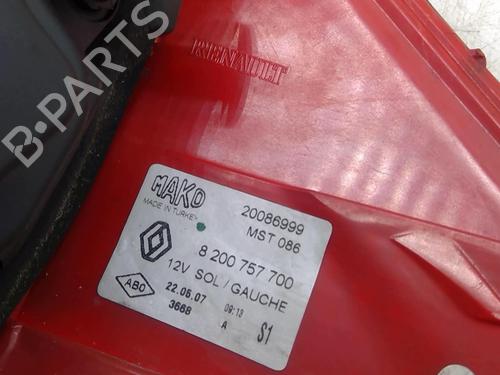 RENAULT
B-PARTS
MAKO
MADE IN TURKEY
20086999
MST 086
8 200 757 700
12V SOL / GAUCHE
ABO
22.05.07 09:13
3668 A S1